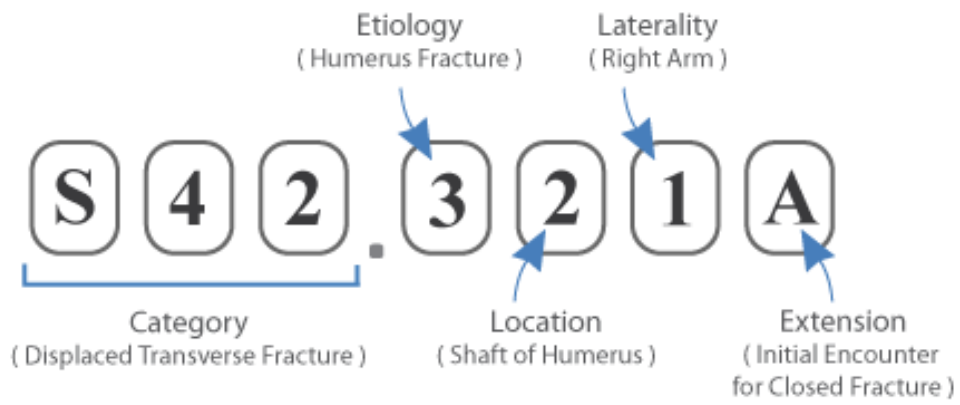 Etiology
( Humerus Fracture )
Laterality
( Right Arm )
S 4 2 . 3 2 1 A
Category
( Displaced Transverse Fracture )
Location
( Shaft of Humerus )
Extension
( Initial Encounter
for Closed Fracture )